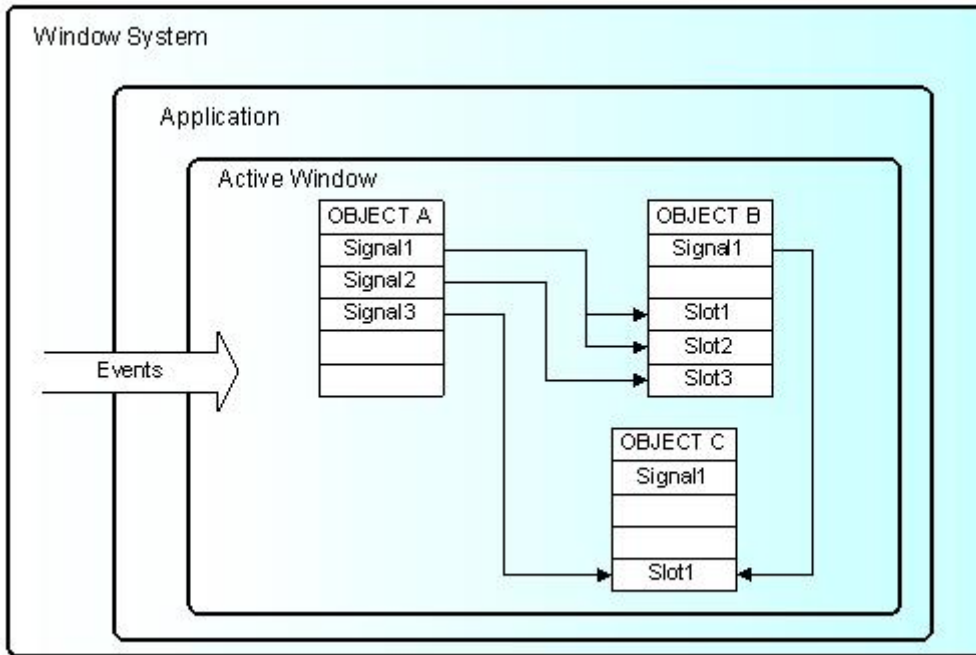 Window System
Application
Active Window
OBJECT A
Signal1
Signal2
Signal3
OBJECT B
Signal1
Slot1
Slot2
Slot3
Events
OBJECT C
Signal1
Slot1